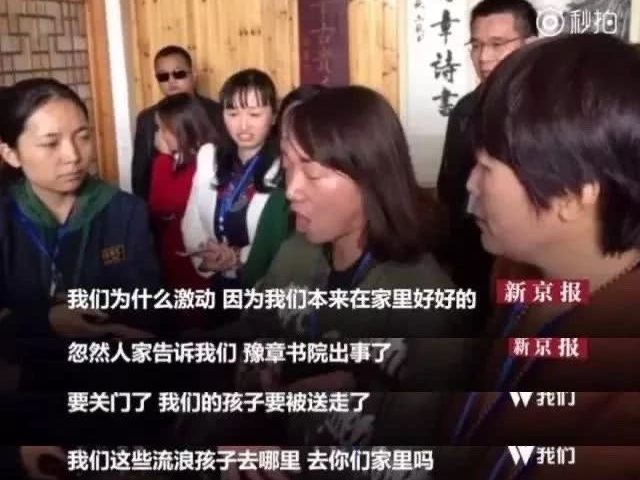 秒拍
章詩書
我们为什么激动 因为我们本来在家里好好的
新京报
忽然人家告诉我们 豫章书院出事了
新京报
要关门了 我们的孩子要被送走了
我们
我们这些流浪孩子去哪里 去你们家里吗
我们